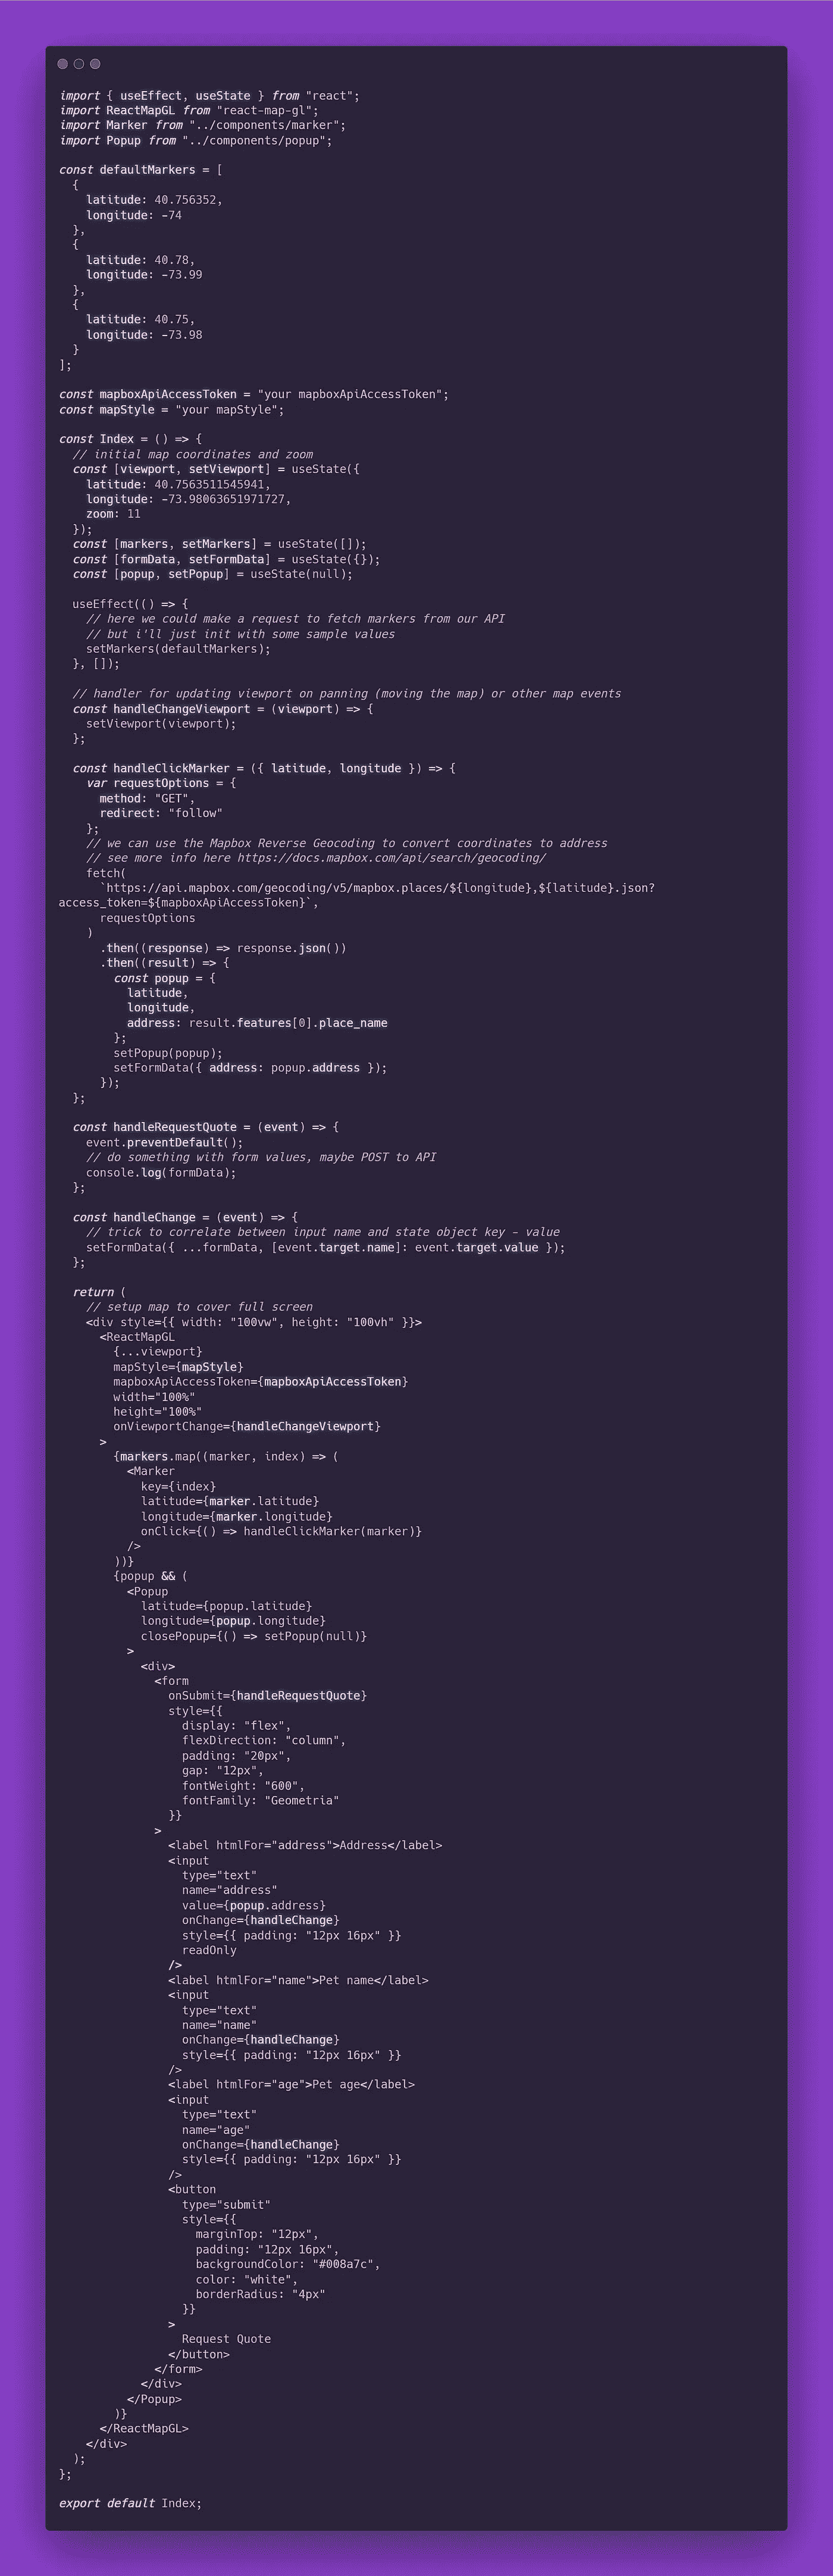 import { useEffect, useState } from "react";
import ReactMapGL from "react-map-gl";
import Marker from "../components/marker";
import Popup from "../components/popup";

const defaultMarkers = [
  {
    latitude: 40.756352,
    longitude: -74
  },
  {
    latitude: 40.78,
    longitude: -73.99
  },
  {
    latitude: 40.75,
    longitude: -73.98
  }
];

const mapboxApiAccessToken = "your mapboxApiAccessToken";
const mapStyle = "your mapStyle";

const Index = () => {
  // initial map coordinates and zoom
  const [viewport, setViewport] = useState({
    latitude: 40.7563511545941,
    longitude: -73.98063651971727,
    zoom: 11
  });
  const [markers, setMarkers] = useState([]);
  const [formData, setFormData] = useState({});
  const [popup, setPopup] = useState(null);

  useEffect(() => {
    // here we could make a request to fetch markers from our API
    // but i'll just init with some sample values
    setMarkers(defaultMarkers);
  }, []);

  // handler for updating viewport on panning (moving the map) or other map events
  const handleChangeViewport = (viewport) => {
    setViewport(viewport);
  };

  const handleClickMarker = ({ latitude, longitude }) => {
    var requestOptions = {
      method: "GET",
      redirect: "follow"
    };
    // we can use the Mapbox Reverse Geocoding to convert coordinates to address
    // see more info here https://docs.mapbox.com/api/search/geocoding/
    fetch(
      `https://api.mapbox.com/geocoding/v5/mapbox.places/${longitude},${latitude}.json?
access_token=${mapboxApiAccessToken}`,
      requestOptions
    )
      .then((response) => response.json())
      .then((result) => {
        const popup = {
          latitude,
          longitude,
          address: result.features[0].place_name
        };
        setPopup(popup);
        setFormData({ address: popup.address });
      });
  };

  const handleRequestQuote = (event) => {
    event.preventDefault();
    // do something with form values, maybe POST to API
    console.log(formData);
  };

  const handleChange = (event) => {
    // trick to correlate between input name and state object key - value
    setFormData({ ...formData, [event.target.name]: event.target.value });
  };

  return (
    // setup map to cover full screen
    <div style={{ width: "100vw", height: "100vh" }}>
      <ReactMapGL
        {...viewport}
        mapStyle={mapStyle}
        mapboxApiAccessToken={mapboxApiAccessToken}
        width="100%"
        height="100%"
        onViewportChange={handleChangeViewport}
      >
        {markers.map((marker, index) => (
          <Marker
            key={index}
            latitude={marker.latitude}
            longitude={marker.longitude}
            onClick={() => handleClickMarker(marker)}
          />
        ))}
        {popup && (
          <Popup
            latitude={popup.latitude}
            longitude={popup.longitude}
            closePopup={() => setPopup(null)}
          >
            <div>
              <form
                onSubmit={handleRequestQuote}
                style={{
                  display: "flex",
                  flexDirection: "column",
                  padding: "20px",
                  gap: "12px",
                  fontWeight: "600",
                  fontFamily: "Geometria"
                }}
              >
                <label htmlFor="address">Address</label>
                <input
                  type="text"
                  name="address"
                  value={popup.address}
                  onChange={handleChange}
                  style={{ padding: "12px 16px" }}
                  readOnly
                />
                <label htmlFor="name">Pet name</label>
                <input
                  type="text"
                  name="name"
                  onChange={handleChange}
                  style={{ padding: "12px 16px" }}
                />
                <label htmlFor="age">Pet age</label>
                <input
                  type="text"
                  name="age"
                  onChange={handleChange}
                  style={{ padding: "12px 16px" }}
                />
                <button
                  type="submit"
                  style={{
                    marginTop: "12px",
                    padding: "12px 16px",
                    backgroundColor: "#008a7c",
                    color: "white",
                    borderRadius: "4px"
                  }}
                >
                  Request Quote
                </button>
              </form>
            </div>
          </Popup>
        )}
      </ReactMapGL>
    </div>
  );
};

export default Index;